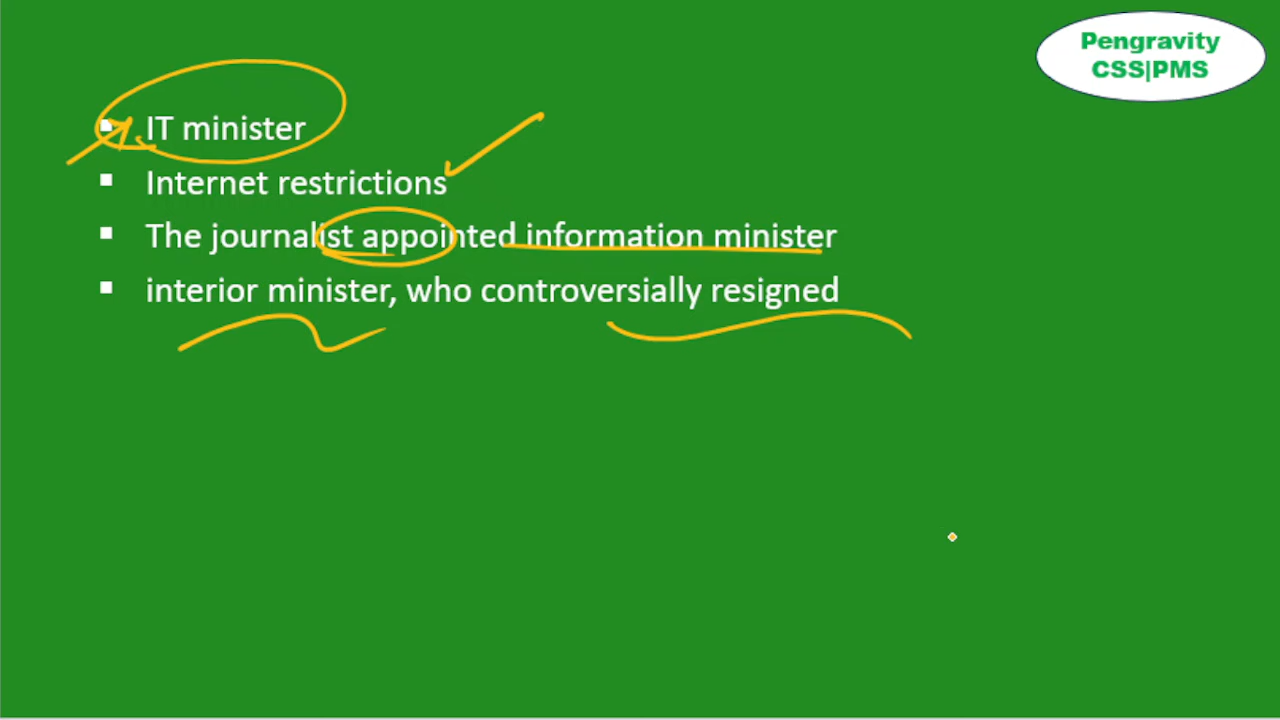 Pengravity
CSS|PMS
IT minister
Internet restrictions
The journalist appointed information minister
interior minister, who controversially resigned